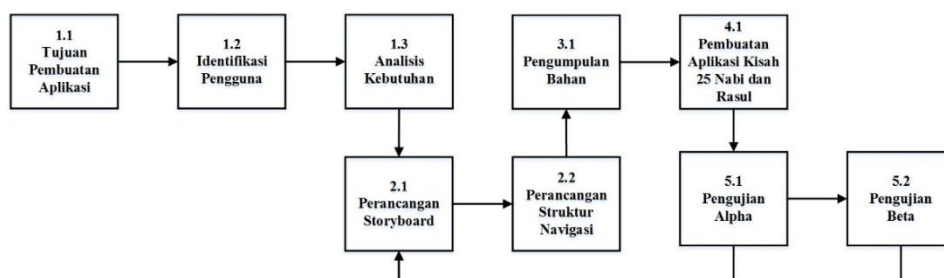 1.1
Tujuan
Pembuatan
Aplikasi
1.2
Identifikasi
Pengguna
1.3
Analisis
Kebutuhan
3.1
Pengumpulan
Bahan
4.1
Pembuatan
Aplikasi Kisah
25 Nabi dan
Rasul
2.1
Perancangan
Storyboard
2.2
Perancangan
Struktur
Navigasi
5.1
Pengujian
Alpha
5.2
Pengujian
Beta